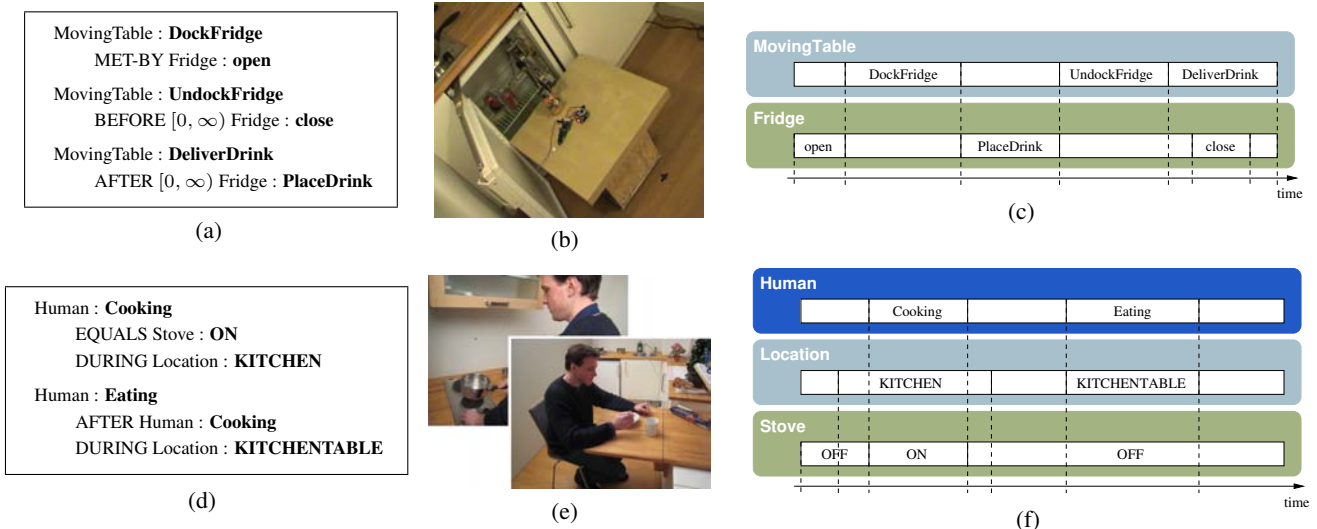 MovingTable : DockFridge
MET-BY Fridge : open
MovingTable : UndockFridge
BEFORE [0, ∞) Fridge : close
MovingTable : DeliverDrink
AFTER [0, ∞) Fridge : PlaceDrink
(a)
(b)
MovingTable
DockFridge UndockFridge DeliverDrink
Fridge
open PlaceDrink close
time
(c)
Human : Cooking
EQUALS Stove : ON
DURING Location : KITCHEN
Human : Eating
AFTER Human : Cooking
DURING Location : KITCHENTABLE
(d)
(e)
Human
Cooking Eating
Location
KITCHEN KITCHENTABLE
Stove
OFF ON OFF
time
(f)